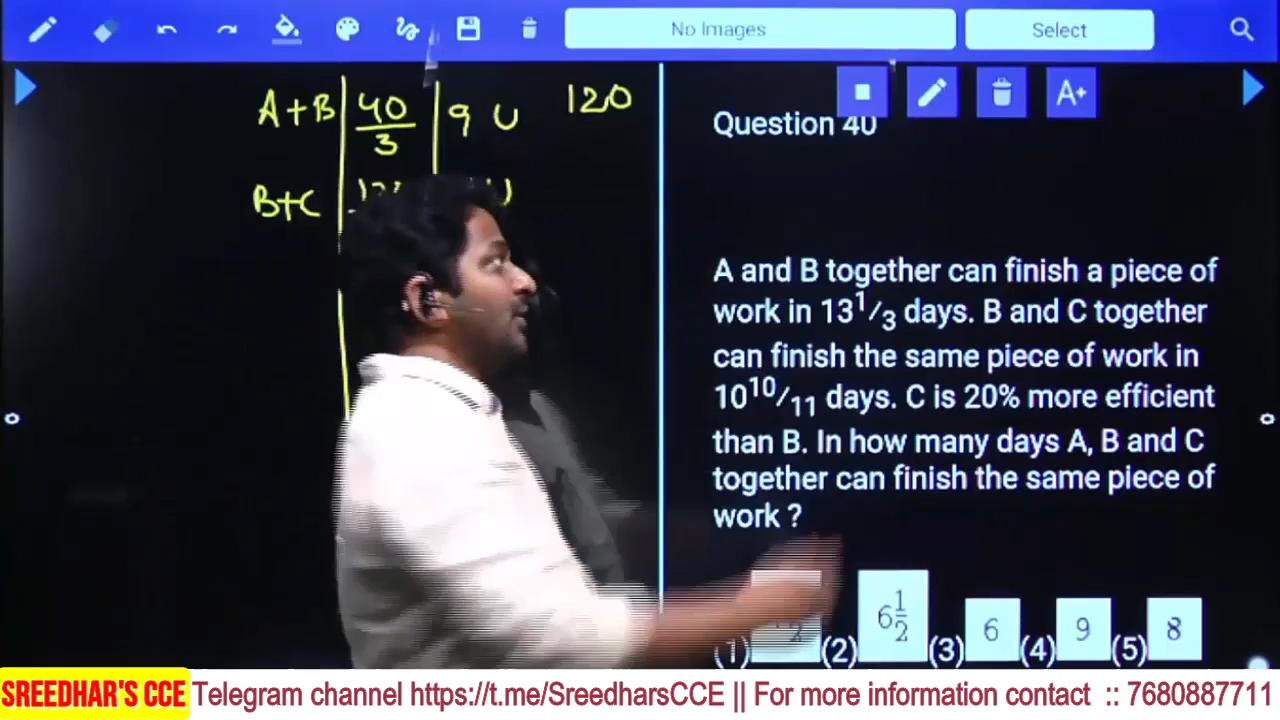 No Images
Select
A+B 40/3 9 U 120
B+C U
A+
Question 40
A and B together can finish a piece of
work in 13 1/3 days. B and C together
can finish the same piece of work in
10 10/11 days. C is 20% more efficient
than B. In how many days A, B and C
together can finish the same piece of
work ?
(1) (2) 6 1/2 (3) 6 (4) 9 (5) 8
SREEDHAR'S CCE Telegram channel https://t.me/SreedharsCCE || For more information contact :: 7680887711